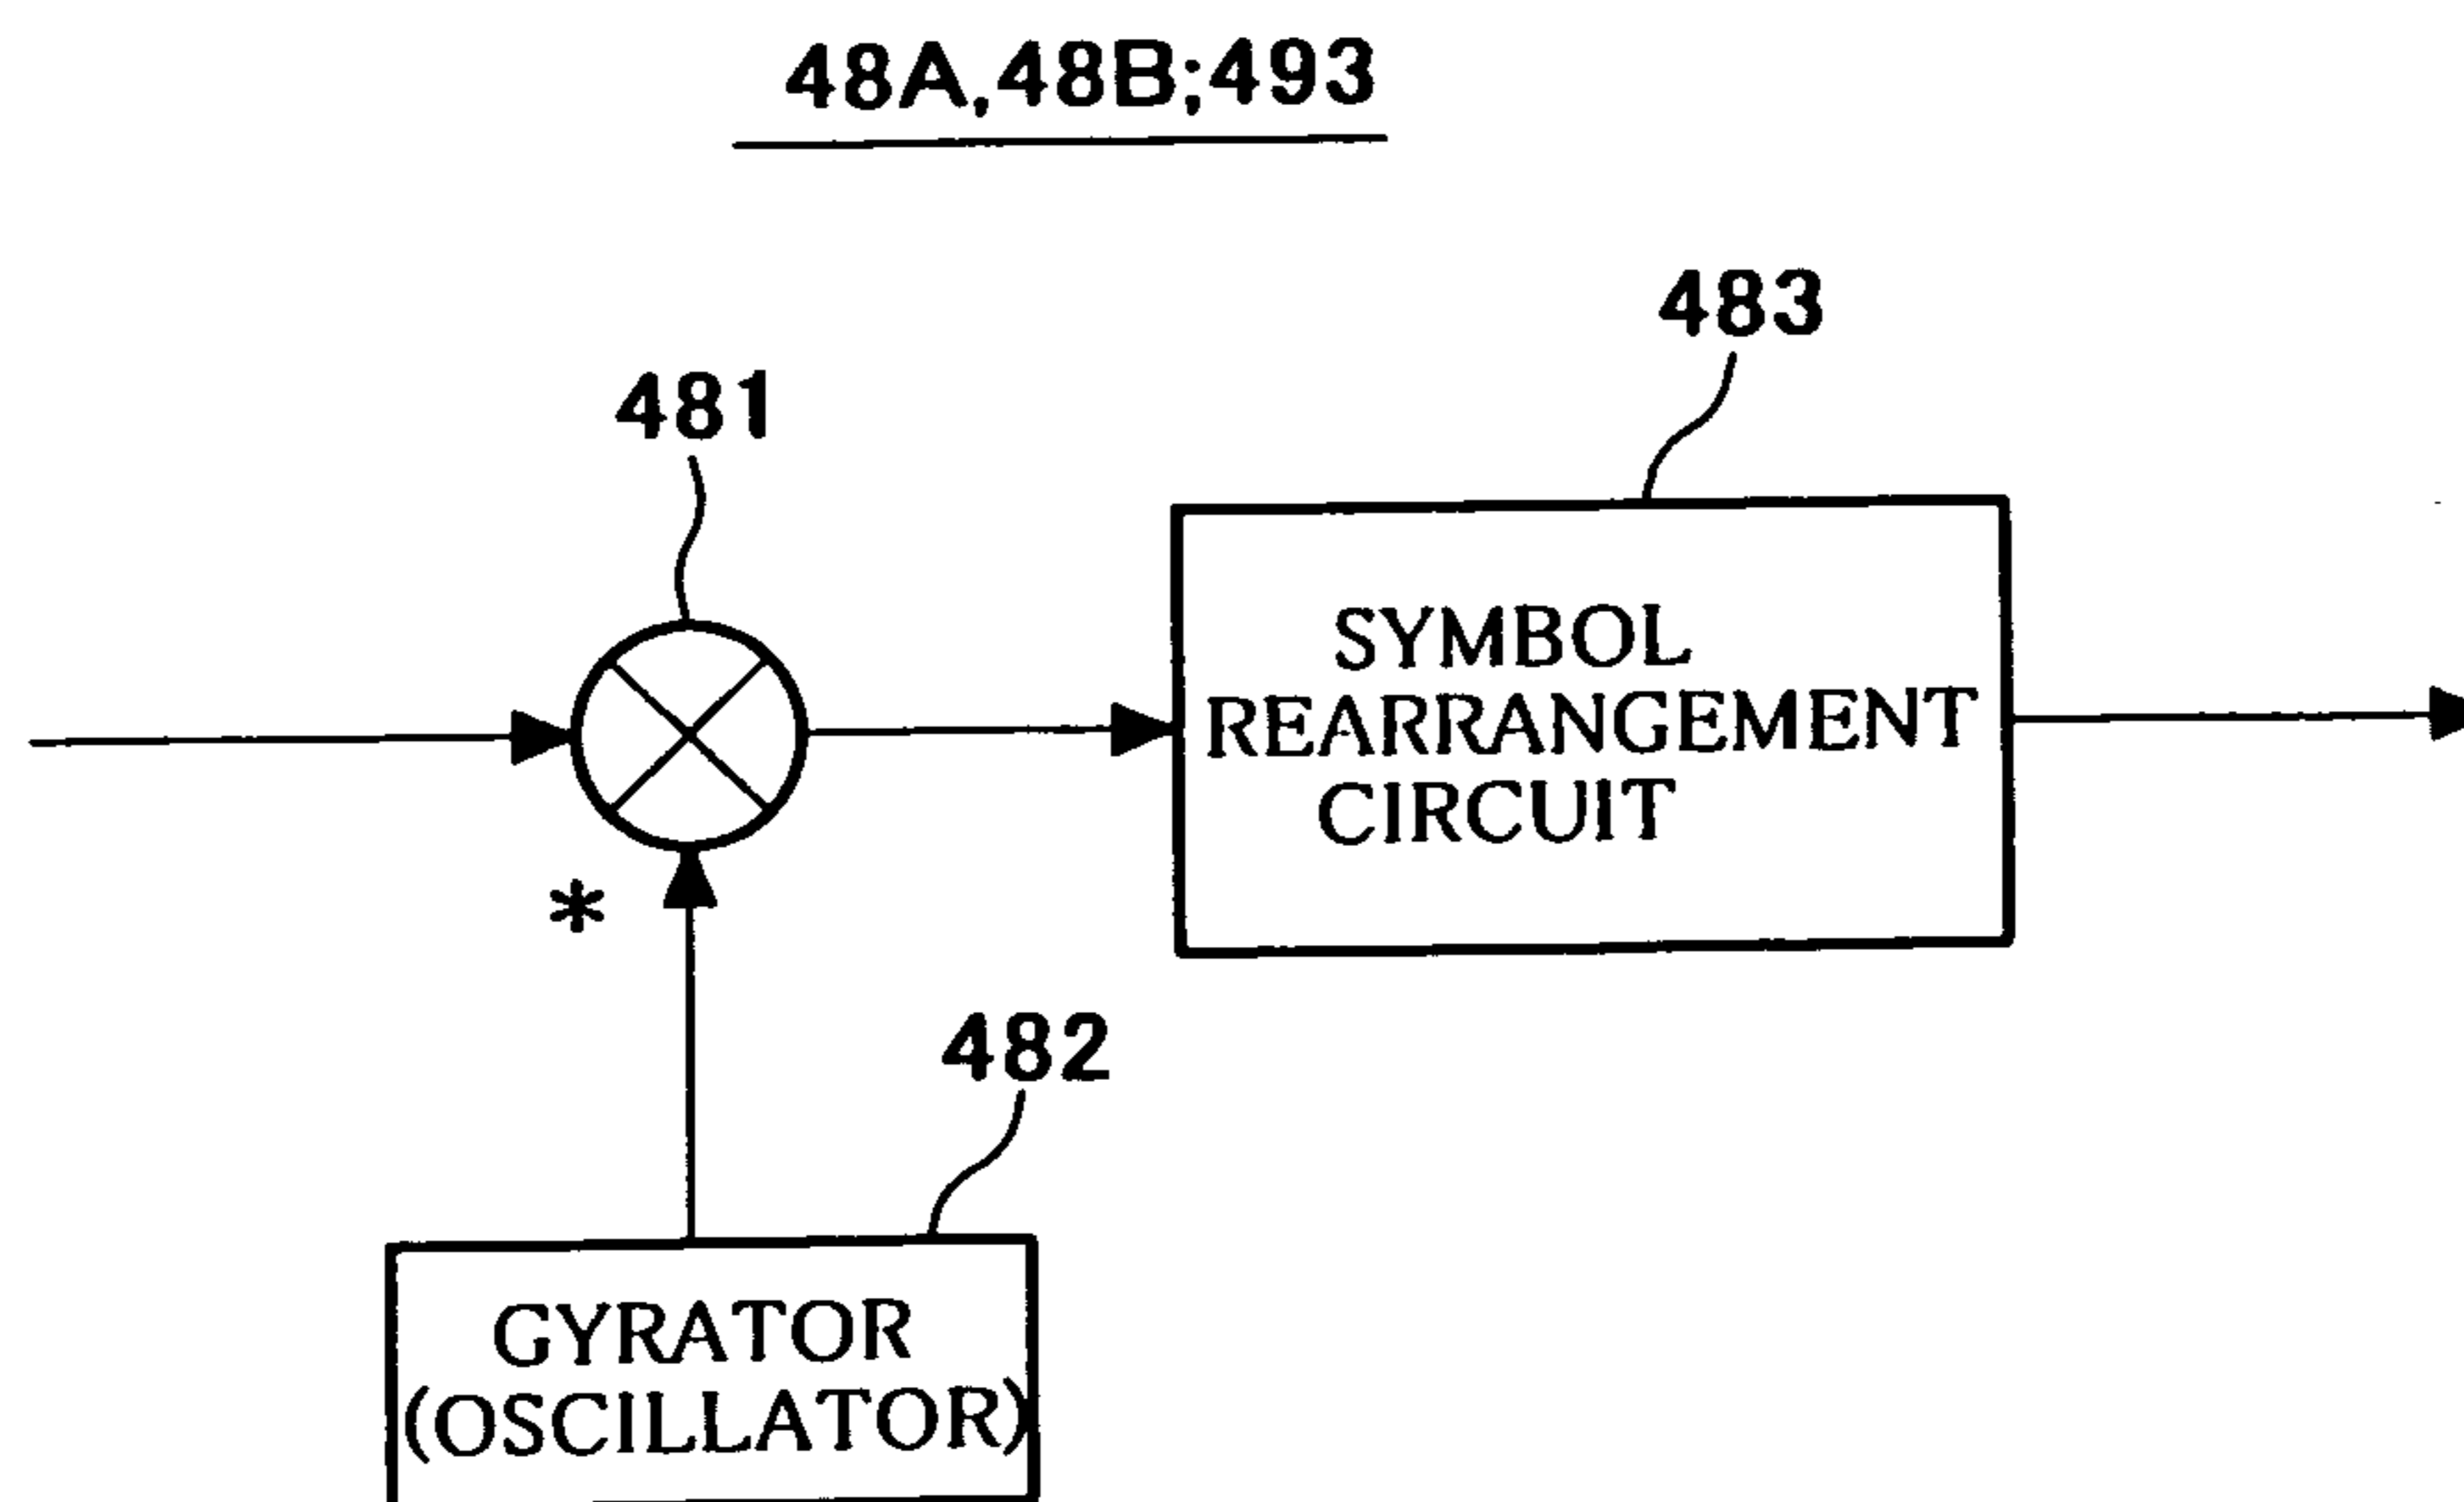 48A,48B;493
483
481
SYMBOL
REARRANGEMENT
CIRCUIT
*
482
GYRATOR
(OSCILLATOR)